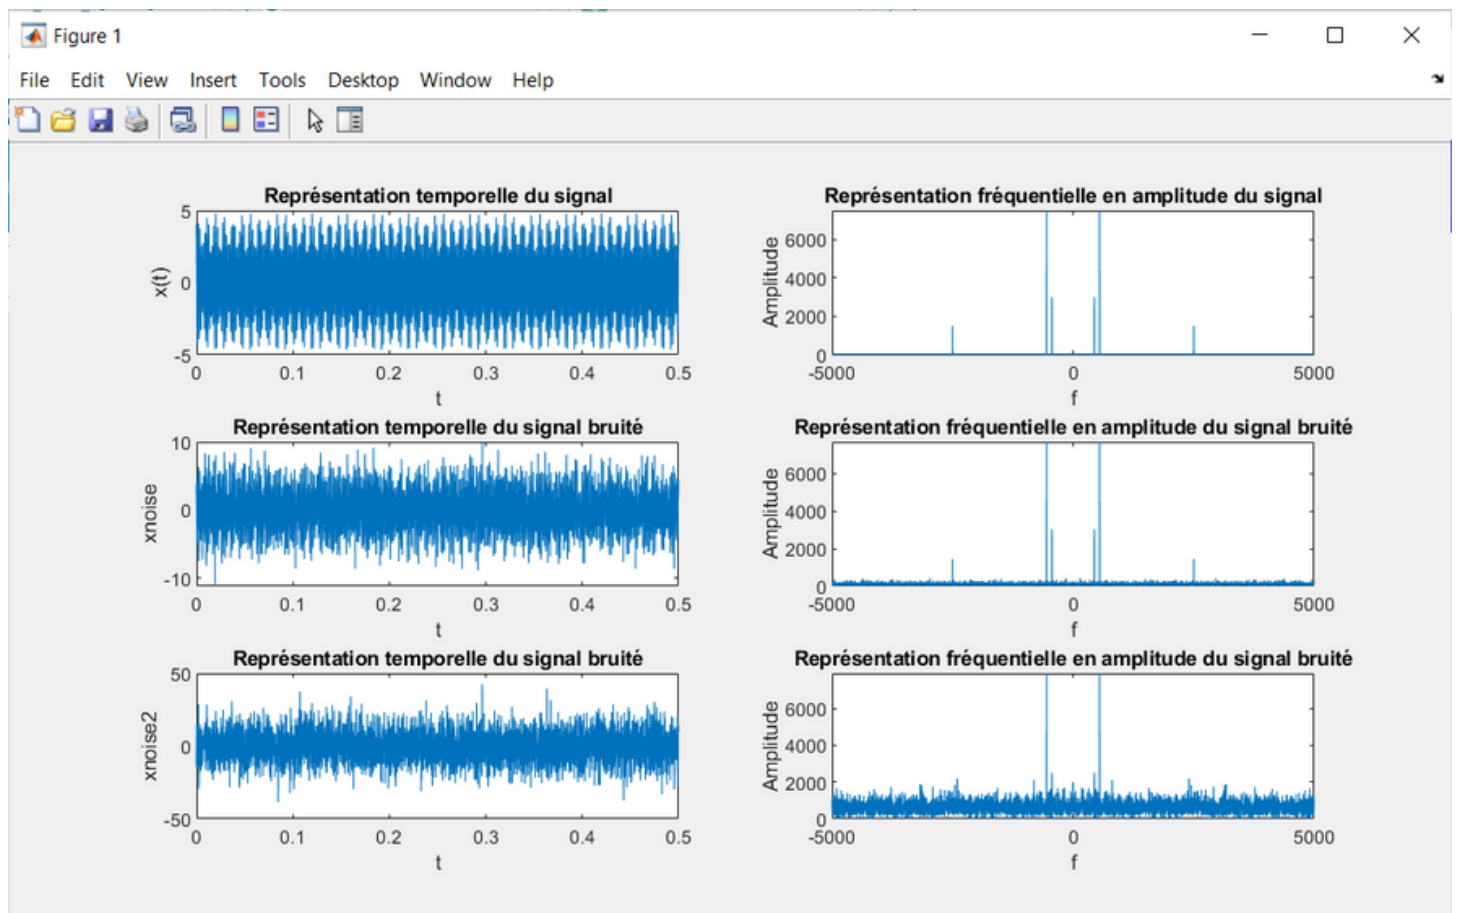 Figure 1
File Edit View Insert Tools Desktop Window Help
Représentation temporelle du signal
5
0
-5
x(t)
0 0.1 0.2 0.3 0.4 0.5
t
Représentation fréquentielle en amplitude du signal
6000
4000
2000
0
Amplitude
-5000 0 5000
f
Représentation temporelle du signal bruité
10
0
-10
xnoise
0 0.1 0.2 0.3 0.4 0.5
t
Représentation fréquentielle en amplitude du signal bruité
6000
4000
2000
0
Amplitude
-5000 0 5000
f
Représentation temporelle du signal bruité
50
0
-50
xnoise2
0 0.1 0.2 0.3 0.4 0.5
t
Représentation fréquentielle en amplitude du signal bruité
6000
4000
2000
0
Amplitude
-5000 0 5000
f